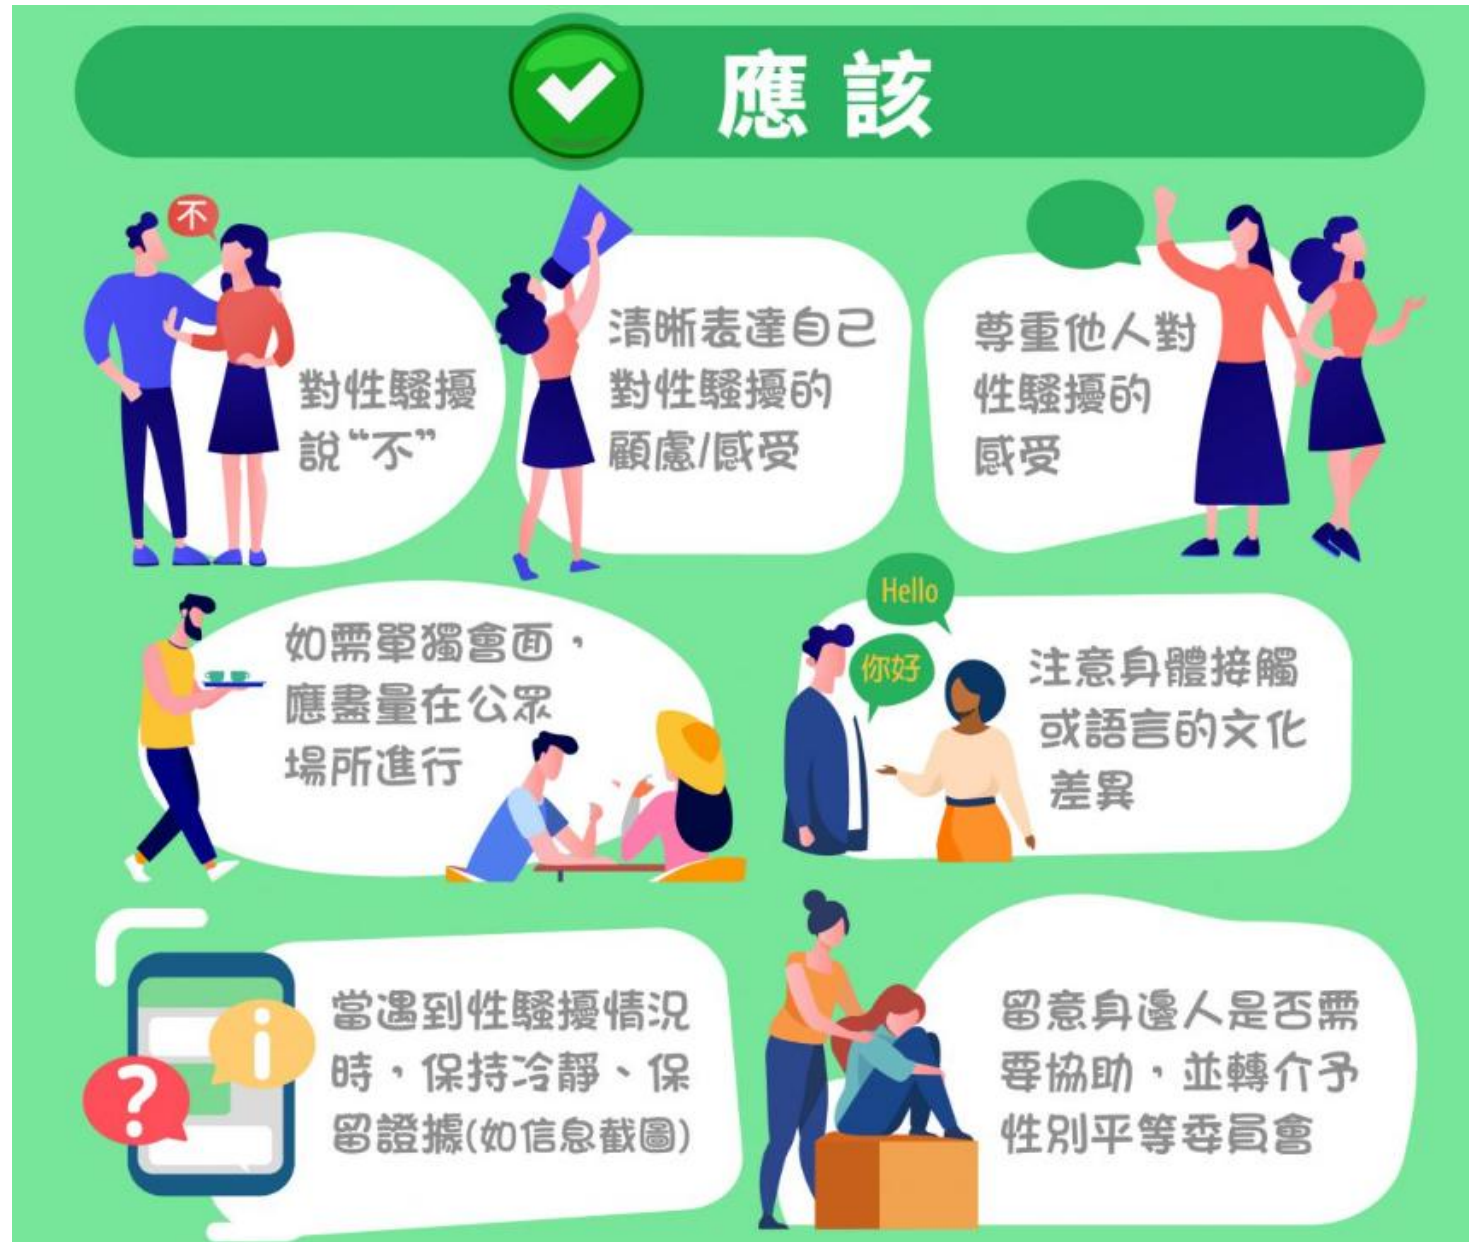 應該
不
對性騷擾
說“不”
清晰表達自己
對性騷擾的
顧慮/感受
尊重他人對
性騷擾的
感受
如需單獨會面，
應盡量在公眾
場所進行
Hello
你好
注意身體接觸
或語言的文化
差異
i
?
當遇到性騷擾情況
時，保持冷靜、保
留證據(如信息截圖)
留意身邊人是否需
要協助，並轉介予
性別平等委員會